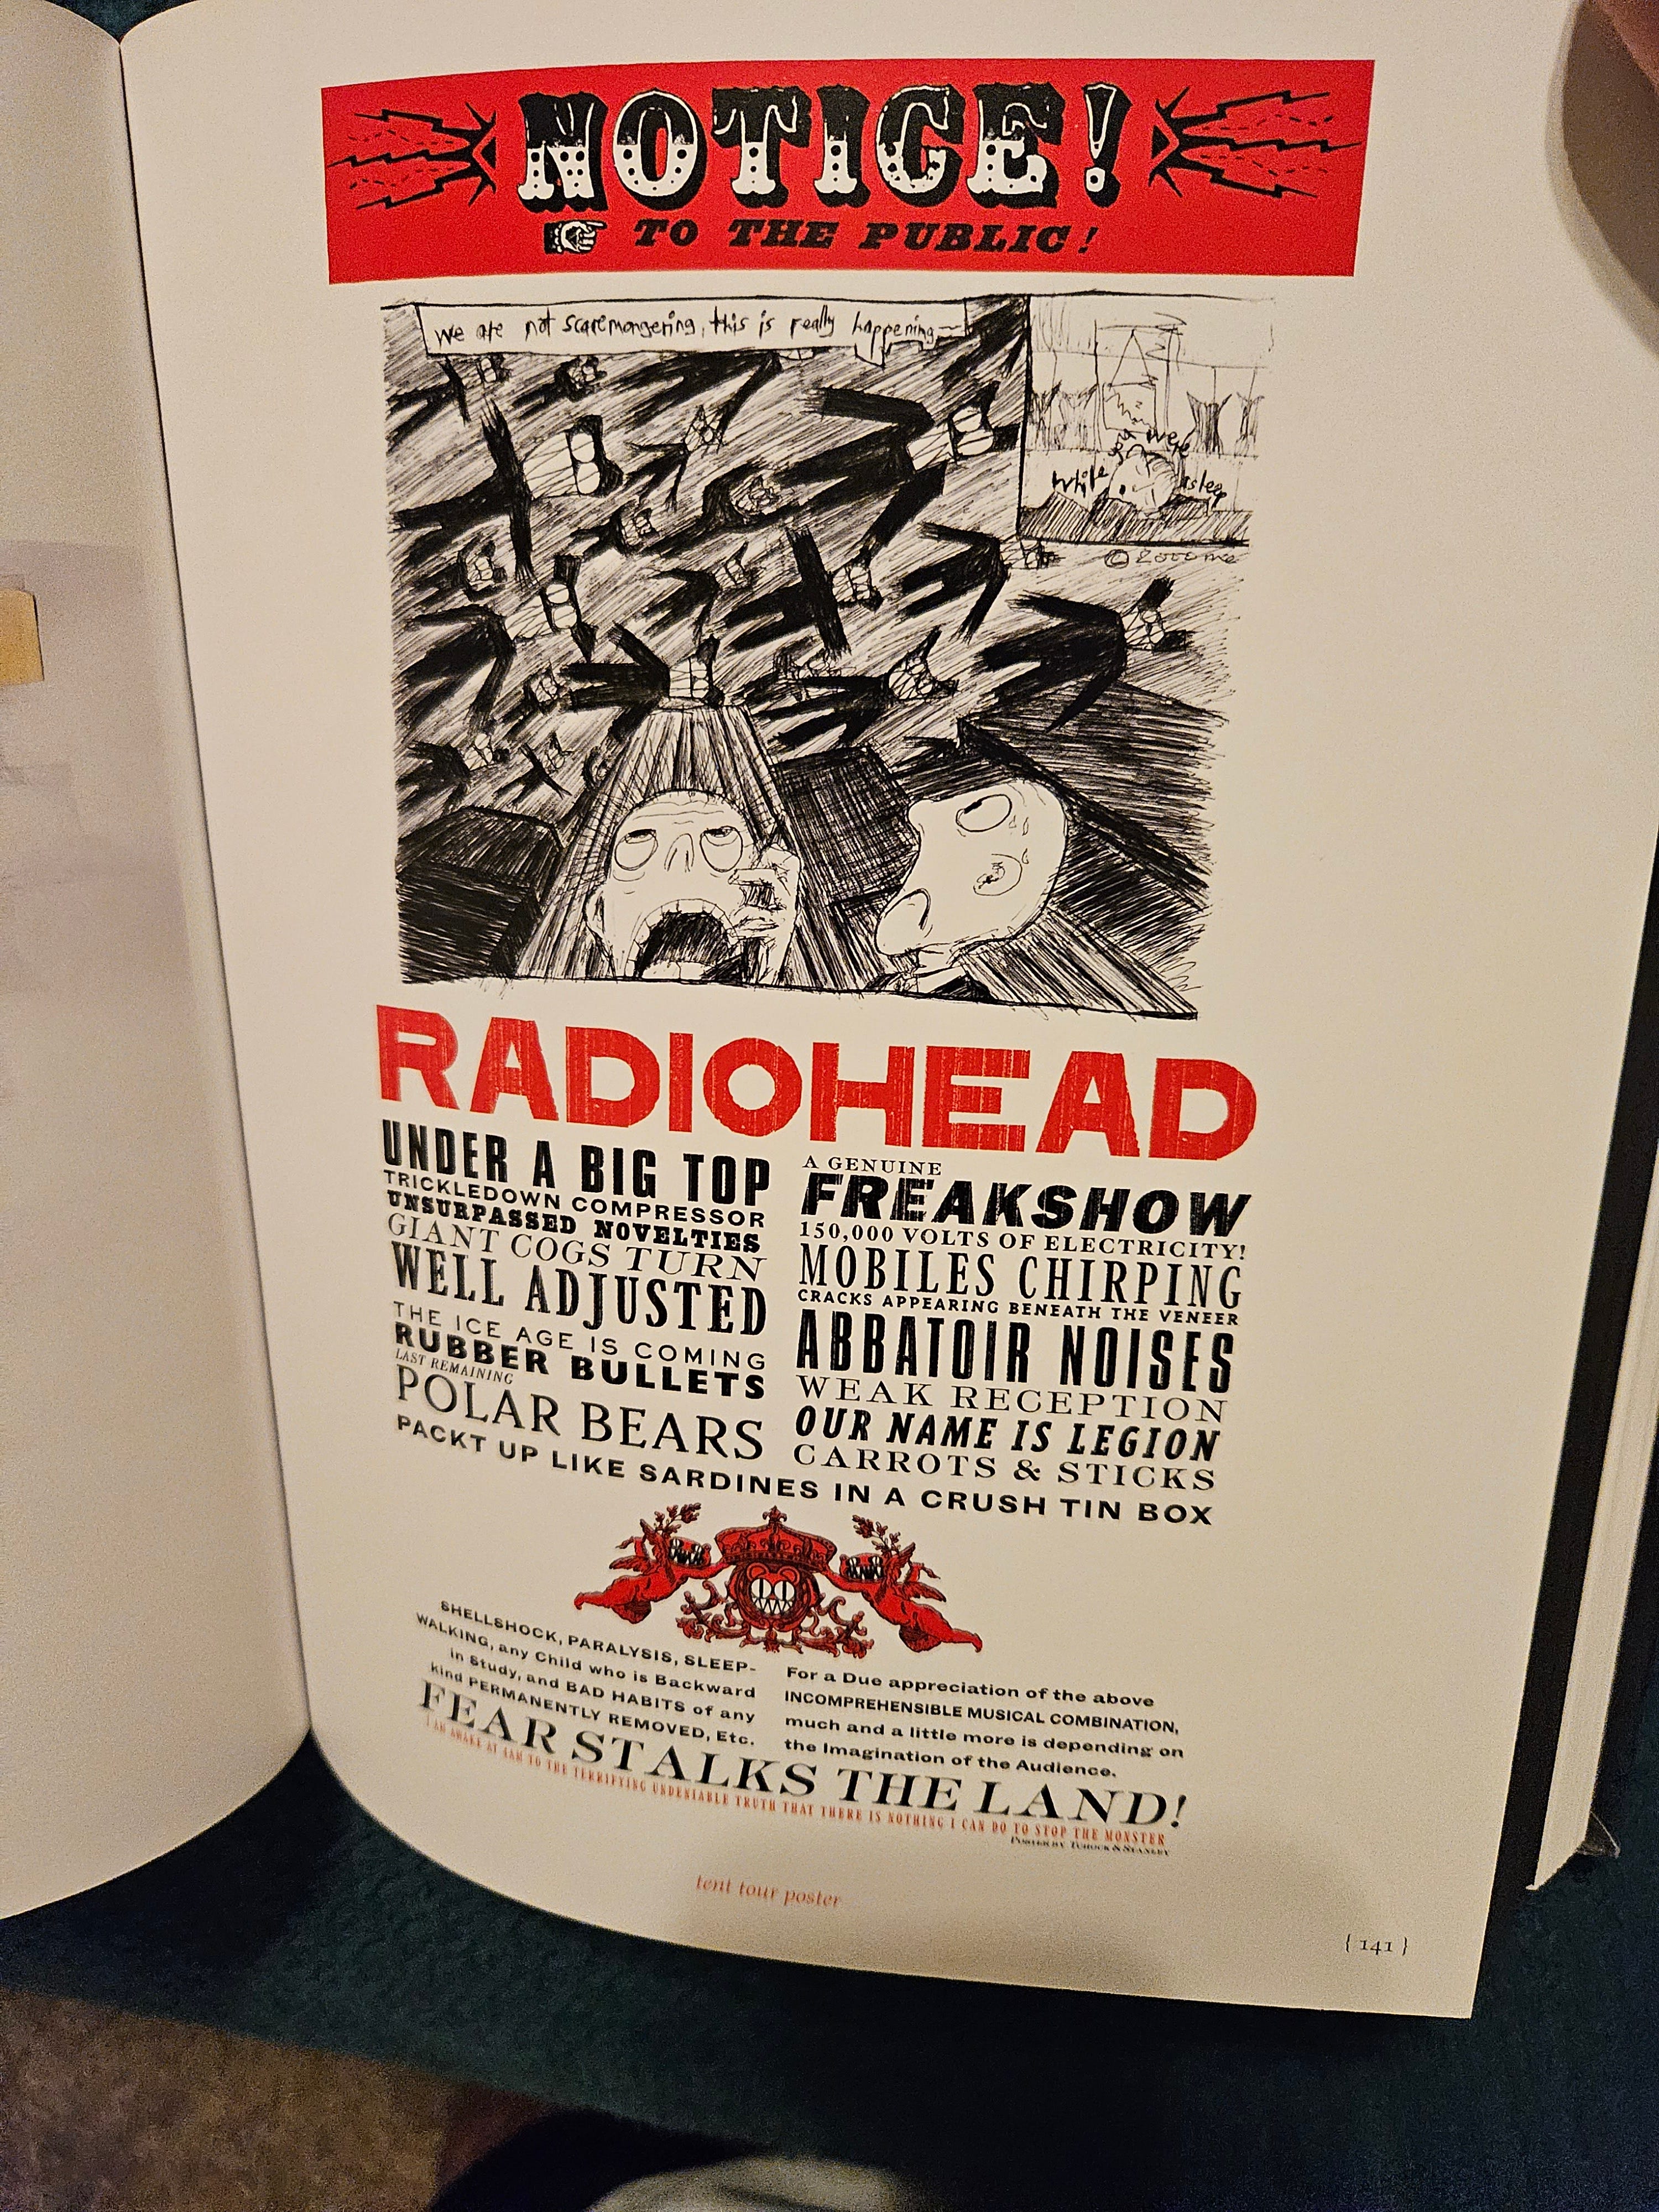 NOTICE!
TO THE PUBLIC!
we are not scaremongering, this is really happening
while
we were
asleep
© 2000 me
RADIOHEAD
UNDER A BIG TOP
TRICKLEDOWN COMPRESSOR
UNSURPASSED NOVELTIES
GIANT COGS TURN
WELL ADJUSTED
THE ICE AGE IS COMING
RUBBER BULLETS
LAST REMAINING
POLAR BEARS
A GENUINE
FREAKSHOW
150,000 VOLTS OF ELECTRICITY!
MOBILES CHIRPING
CRACKS APPEARING BENEATH THE VENEER
ABBATOIR NOISES
WEAK RECEPTION
OUR NAME IS LEGION
CARROTS & STICKS
PACKT UP LIKE SARDINES IN A CRUSH TIN BOX
SHELLSHOCK, PARALYSIS, SLEEP-
WALKING, any Child who is Backward
in Study, and BAD HABITS of any
kind PERMANENTLY REMOVED, Etc.
For a Due appreciation of the above
INCOMPREHENSIBLE MUSICAL COMBINATION,
much and a little more is depending on
the Imagination of the Audience.
FEAR STALKS THE LAND!
I AM AWAKE AT 4AM TO THE TERRIFYING UNDENIABLE TRUTH THAT THERE IS NOTHING I CAN DO TO STOP THE MONSTER
POSTER BY TCHOCK & STANLEY
tent tour poster
{ 141 }